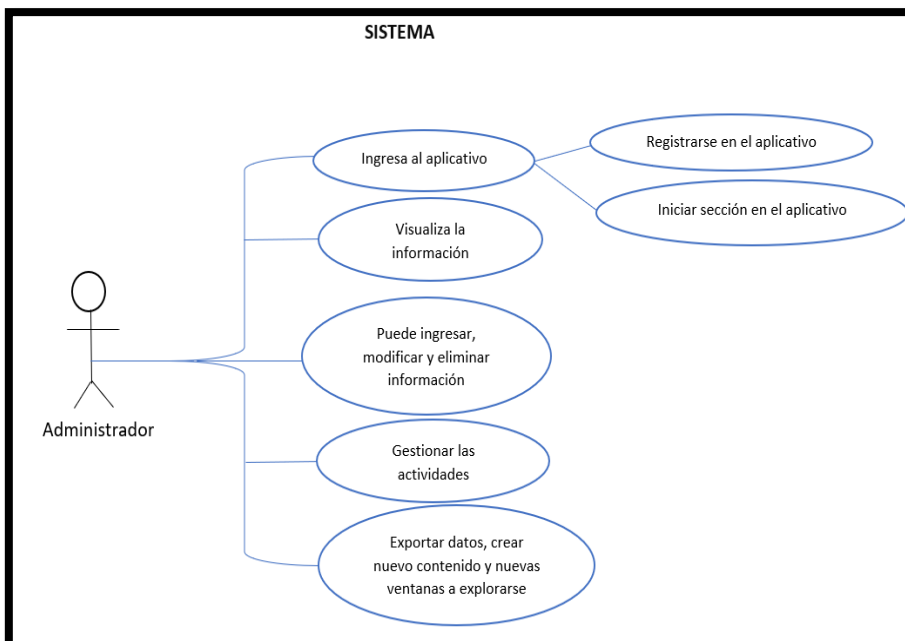 SISTEMA
Ingresa al aplicativo
Registrarse en el aplicativo
Iniciar sección en el aplicativo
Visualiza la
información
Puede ingresar,
modificar y eliminar
información
Administrador
Gestionar las
actividades
Exportar datos, crear
nuevo contenido y nuevas
ventanas a explorarse